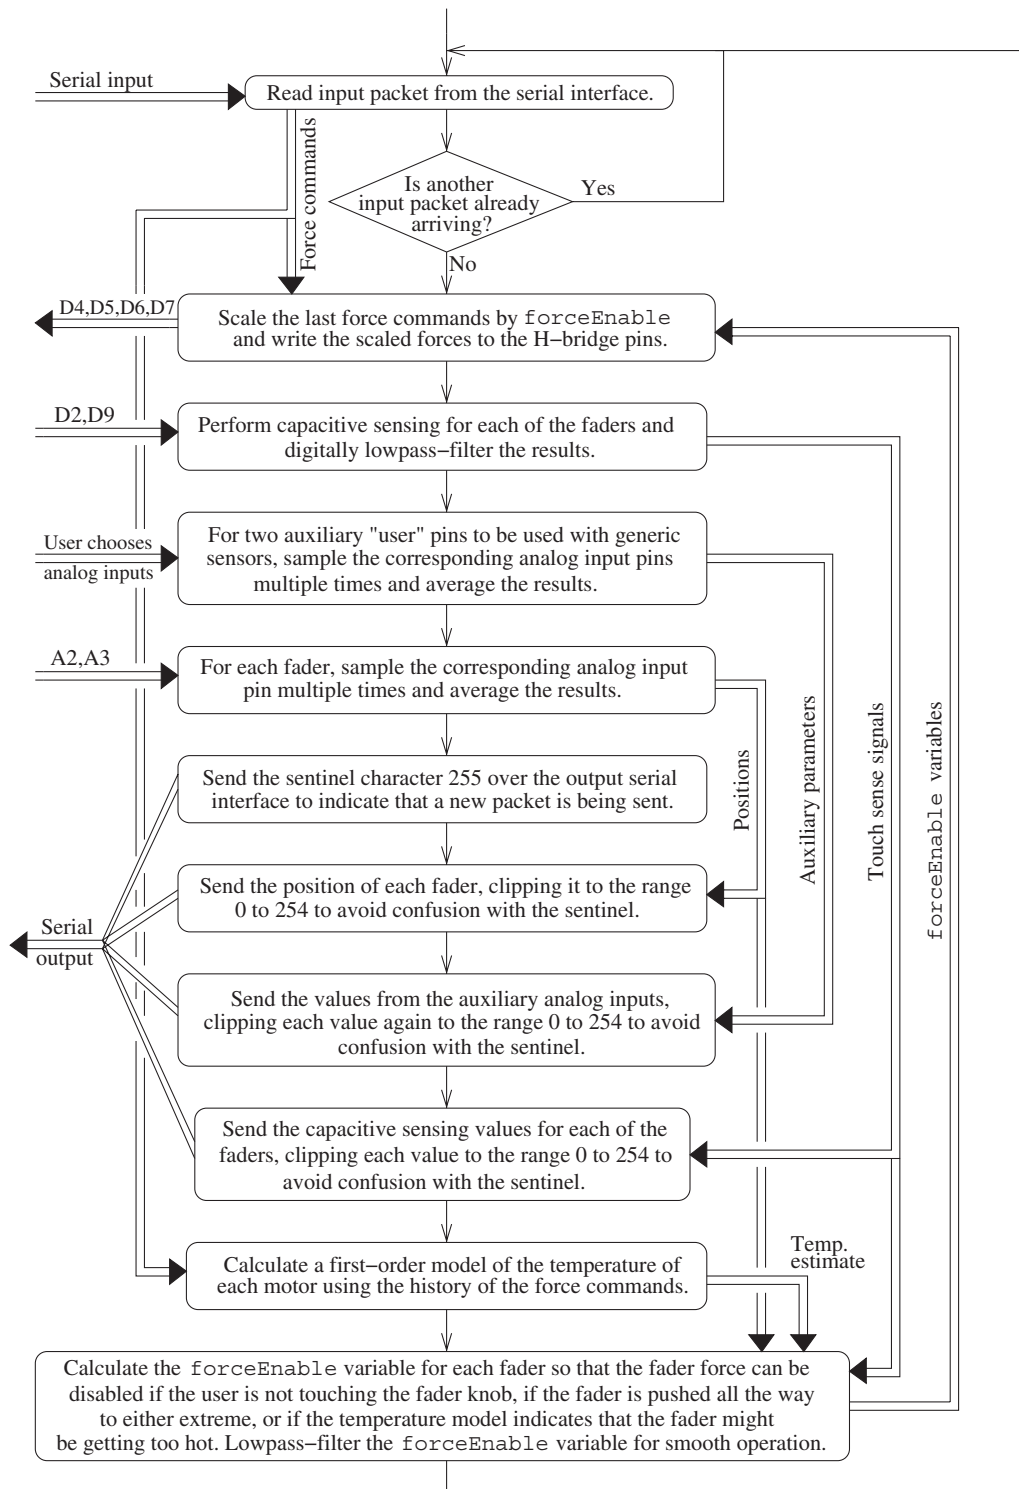 Serial input
Read input packet from the serial interface.
Force commands
Is another
input packet already
arriving?
Yes
No
D4,D5,D6,D7
Scale the last force commands by forceEnable
and write the scaled forces to the H−bridge pins.
D2,D9
Perform capacitive sensing for each of the faders and
digitally lowpass−filter the results.
User chooses
analog inputs
For two auxiliary "user" pins to be used with generic
sensors, sample the corresponding analog input pins
multiple times and average the results.
A2,A3
For each fader, sample the corresponding analog input
pin multiple times and average the results.
Positions
Auxiliary parameters
Touch sense signals
forceEnable variables
Send the sentinel character 255 over the output serial
interface to indicate that a new packet is being sent.
Send the position of each fader, clipping it to the range
0 to 254 to avoid confusion with the sentinel.
Serial
output
Send the values from the auxiliary analog inputs,
clipping each value again to the range 0 to 254 to avoid
confusion with the sentinel.
Send the capacitive sensing values for each of the
faders, clipping each value to the range 0 to 254 to
avoid confusion with the sentinel.
Temp.
estimate
Calculate a first−order model of the temperature of
each motor using the history of the force commands.
Calculate the forceEnable variable for each fader so that the fader force can be
disabled if the user is not touching the fader knob, if the fader is pushed all the way
to either extreme, or if the temperature model indicates that the fader might
be getting too hot. Lowpass−filter the forceEnable variable for smooth operation.